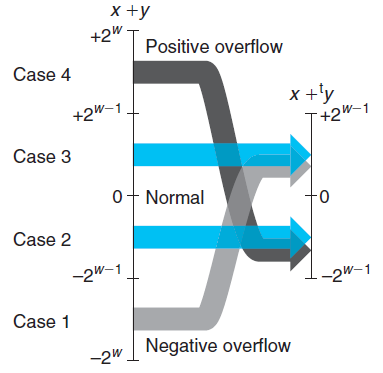 x + y
+2^w
Positive overflow
Case 4
x +^t y
+2^{w–1}
+2^{w–1}
Case 3
0
Normal
0
Case 2
–2^{w–1}
–2^{w–1}
Case 1
Negative overflow
–2^w